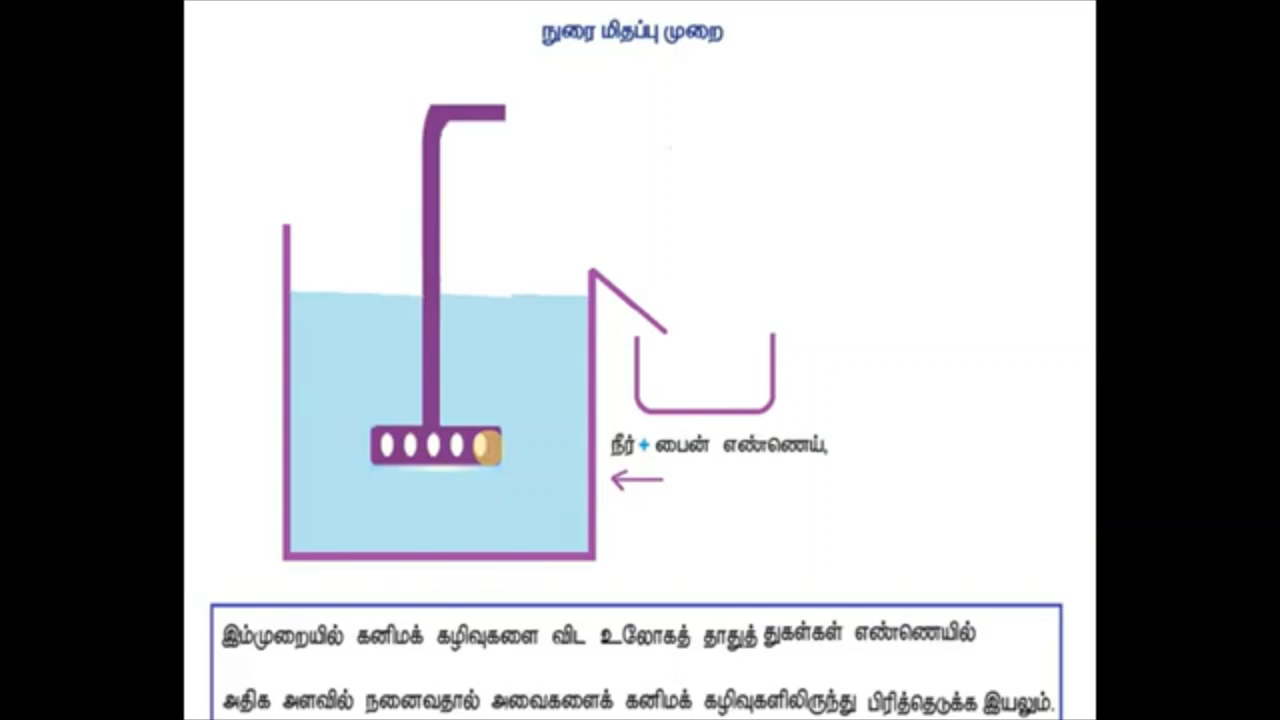 நுரை மிதப்பு முறை
நீர் + பைன் எண்ணெய்,
இம்முறையில் கனிமக் கழிவுகளை விட உலோகத் தாதுத் துகள்கள் எண்ணெயில்
அதிக அளவில் நனைவதால் அவைகளைக் கனிமக் கழிவுகளிலிருந்து பிரித்தெடுக்க இயலும்.